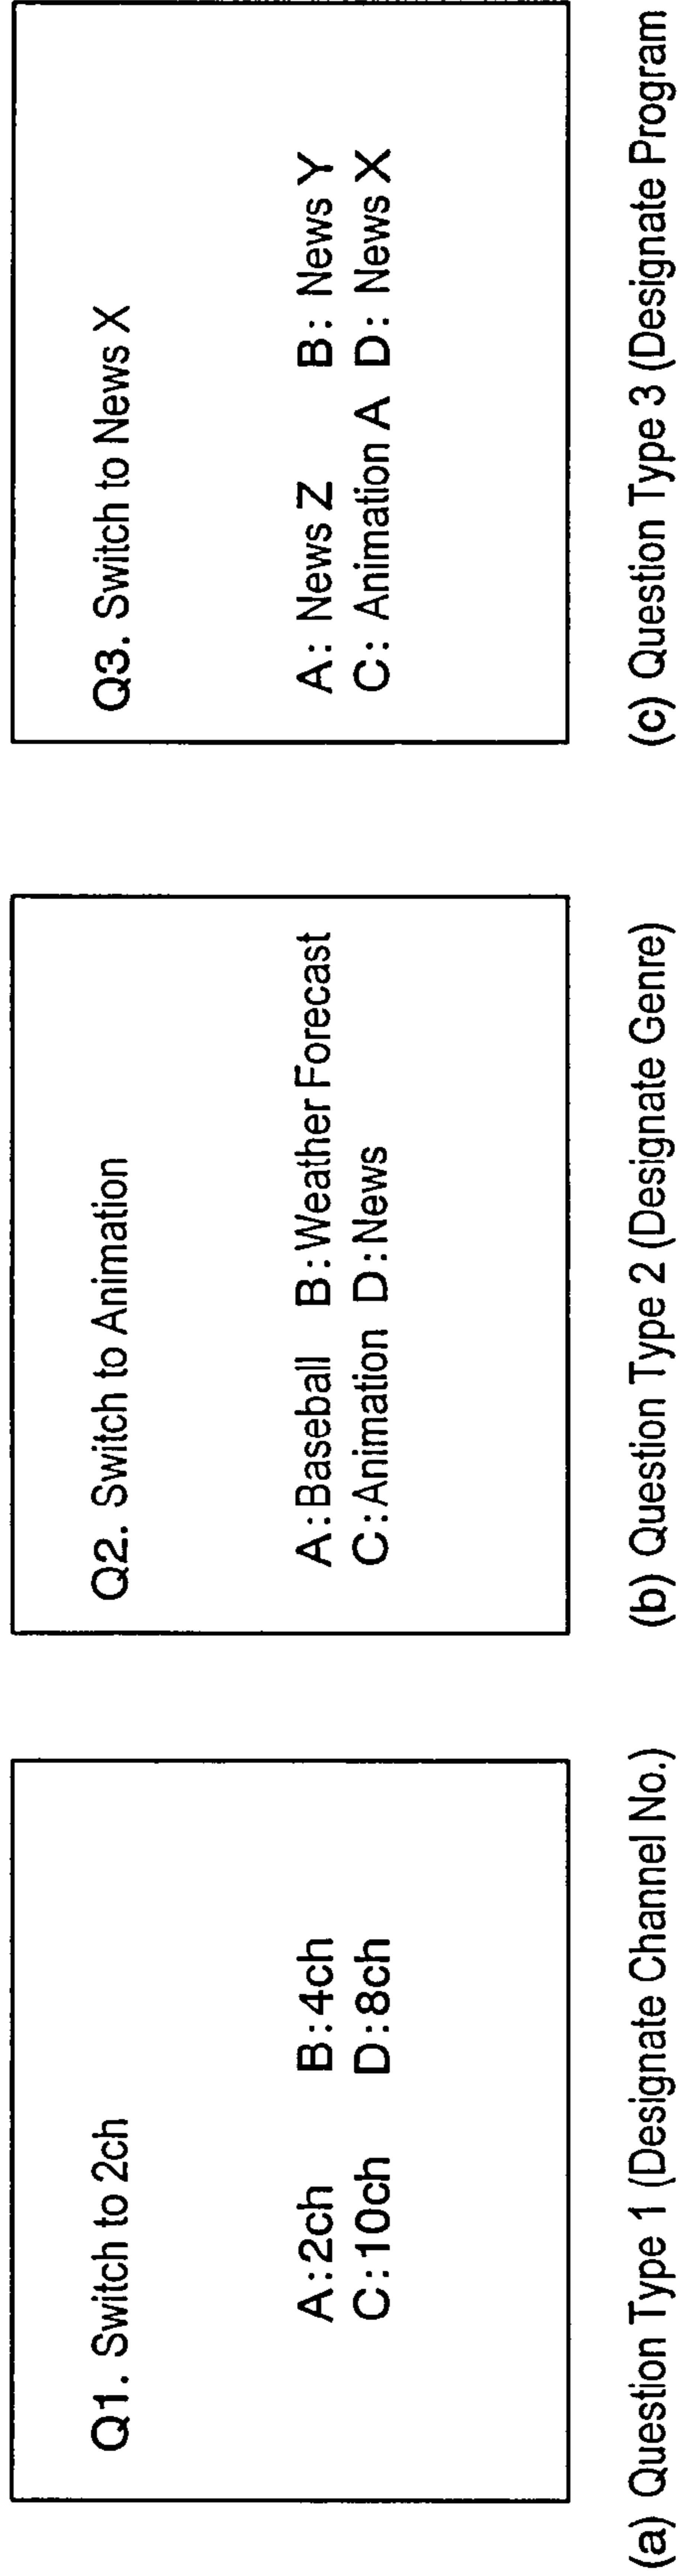 Q1. Switch to 2ch
A:2ch B:4ch
C:10ch D:8ch
(a) Question Type 1 (Designate Channel No.)
Q2. Switch to Animation
A:Baseball B:Weather Forecast
C:Animation D:News
(b) Question Type 2 (Designate Genre)
Q3. Switch to News X
A: News Z B: News Y
C: Animation A D: News X
(c) Question Type 3 (Designate Program